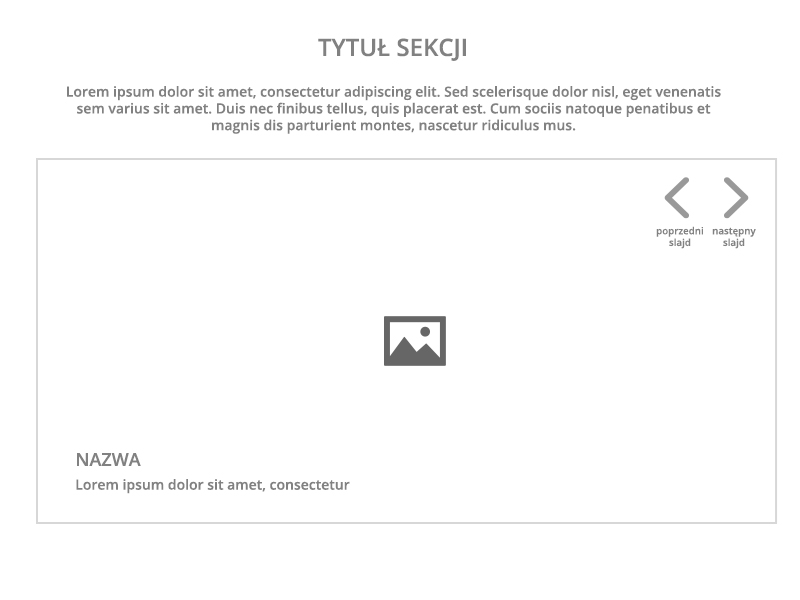 TYTUŁ SEKCJI
Lorem ipsum dolor sit amet, consectetur adipiscing elit. Sed scelerisque dolor nisl, eget venenatis
sem varius sit amet. Duis nec finibus tellus, quis placerat est. Cum sociis natoque penatibus et
magnis dis parturient montes, nascetur ridiculus mus.
poprzedni slajd
następny slajd
NAZWA
Lorem ipsum dolor sit amet, consectetur